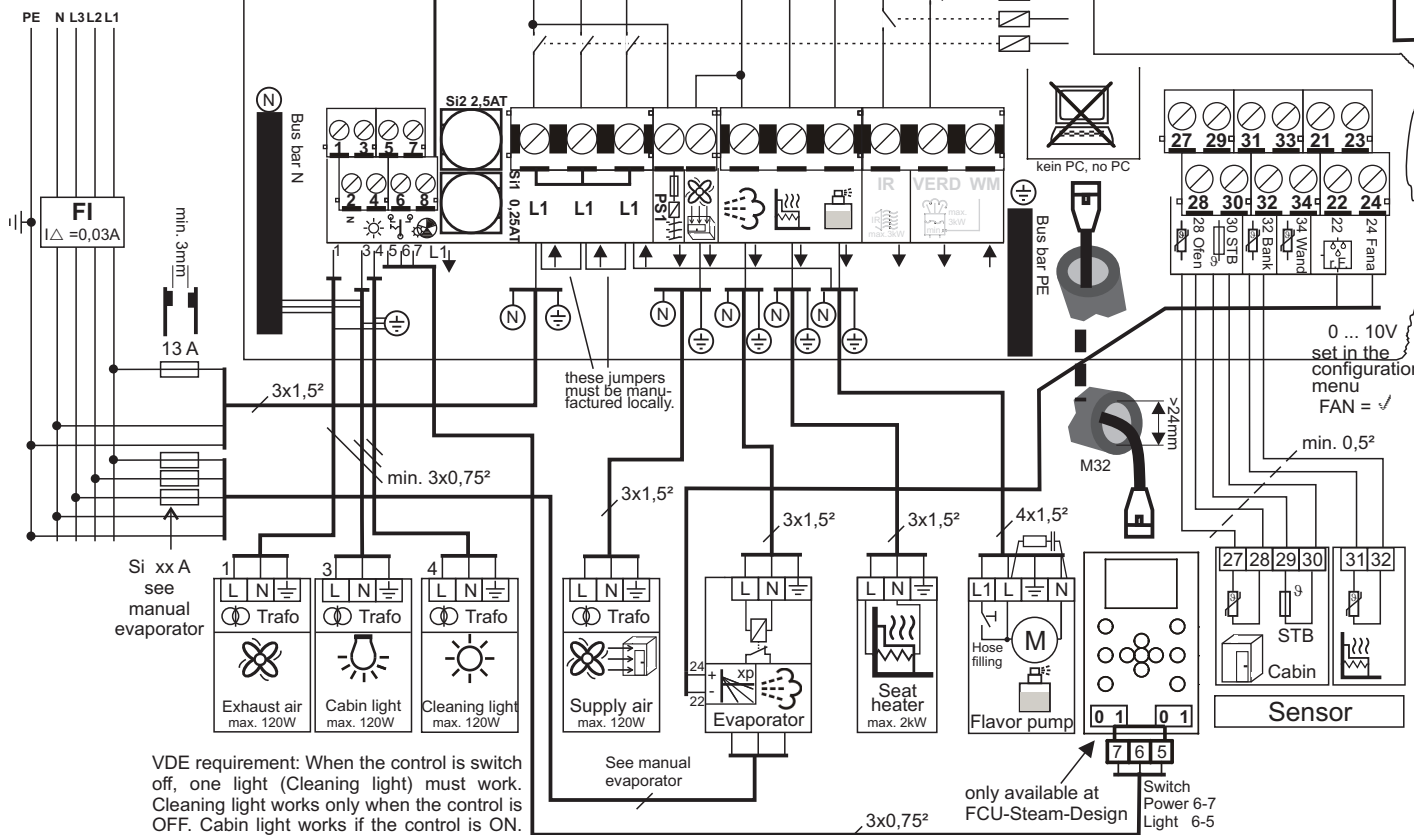 PE N L3 L2 L1
FI
I△ =0,03A
min. 3mm
13 A
3x1,5²
Si xx A
see
manual
evaporator
N
Bus bar N
1 3 5 7
2 4 6 8
N
1 3 4 5 6 7 L1
Si2 2,5AT
Si1 0,25AT
L1 L1 L1
PS1
IR VERD WM
IR
max. 3kW
max.
3kW
min.
kein PC, no PC
Bus bar PE
27 29 31 33 21 23
28 30 32 34 22 24
28 Ofen
30 STB
32 Bank
34 Wand
22
24 Fana
ϑ
N N N N
these jumpers
must be manu-
factured locally.
0 ... 10V
set in the
configuration
menu
FAN = √
>24mm
M32
min. 0,5²
min. 3x0,75²
3x1,5²
3x1,5²
3x1,5²
4x1,5²
1
L N
Trafo
Exhaust air
max. 120W
3
L N
Trafo
Cabin light
max. 120W
4
L N
Trafo
Cleaning light
max. 120W
L N
Trafo
Supply air
max. 120W
L N
24 +
22 -
xp
Evaporator
L N
Seat
heater
max. 2kW
L1 L N
Hose
filling
M
Flavor pump
0 1 0 1
7 6 5
27 28 29 30
ϑ ϑ
STB
Cabin
31 32
ϑ
Sensor
VDE requirement: When the control is switch
off, one light (Cleaning light) must work.
Cleaning light works only when the control is
OFF. Cabin light works if the control is ON.
See manual
evaporator
only available at
FCU-Steam-Design
Switch
Power 6-7
Light 6-5
3x0,75²